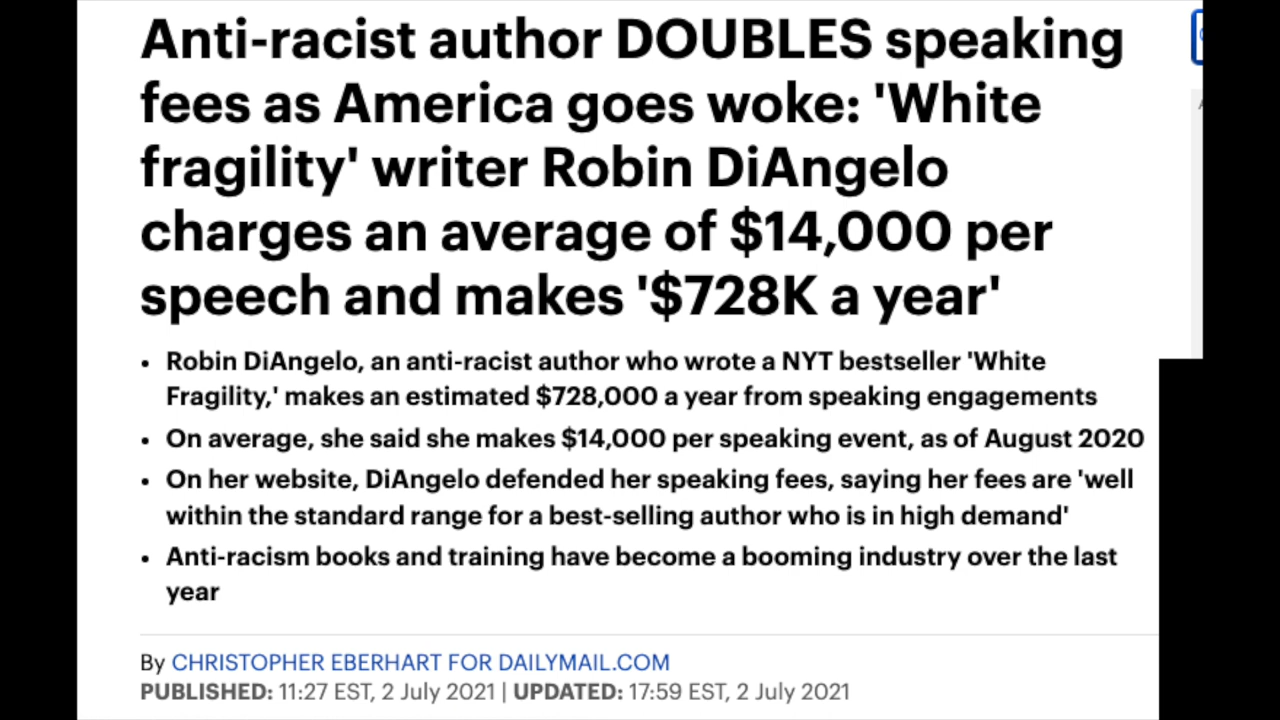 Anti-racist author DOUBLES speaking
fees as America goes woke: 'White
fragility' writer Robin DiAngelo
charges an average of $14,000 per
speech and makes '$728K a year'
• Robin DiAngelo, an anti-racist author who wrote a NYT bestseller 'White
Fragility,' makes an estimated $728,000 a year from speaking engagements
• On average, she said she makes $14,000 per speaking event, as of August 2020
• On her website, DiAngelo defended her speaking fees, saying her fees are 'well
within the standard range for a best-selling author who is in high demand'
• Anti-racism books and training have become a booming industry over the last
year
By CHRISTOPHER EBERHART FOR DAILYMAIL.COM
PUBLISHED: 11:27 EST, 2 July 2021 | UPDATED: 17:59 EST, 2 July 2021